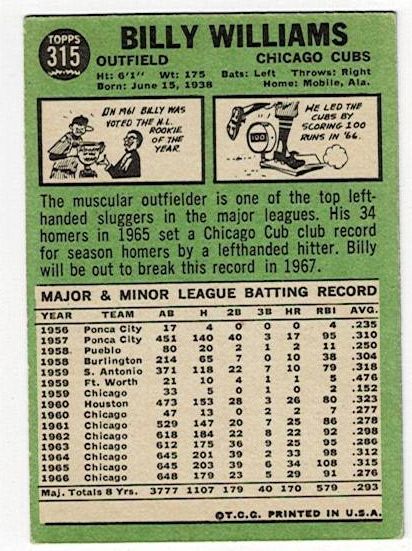 TOPPS
315
BILLY WILLIAMS
OUTFIELD CHICAGO CUBS
Ht: 6'1" Wt: 175 Bats: Left Throws: Right
Born: June 15, 1938 Home: Mobile, Ala.
IN 1961 BILLY WAS
VOTED THE N.L.
ROOKIE
OF THE
YEAR.
HE LED THE
CUBS BY
SCORING 100
RUNS IN '66.
100
The muscular outfielder is one of the top left-
handed sluggers in the major leagues. His 34
homers in 1965 set a Chicago Cub club record
for season homers by a lefthanded hitter. Billy
will be out to break this record in 1967.
MAJOR & MINOR LEAGUE BATTING RECORD
YEAR TEAM AB H 2B 3B HR RBI AVG.
1956 Ponca City 17 4 0 0 0 4 .235
1957 Ponca City 451 140 40 3 17 95 .310
1958 Pueblo 80 20 2 1 2 11 .250
1958 Burlington 214 65 7 0 10 38 .304
1959 S. Antonio 371 118 22 7 10 79 .318
1959 Ft. Worth 21 10 4 1 1 5 .476
1959 Chicago 33 5 0 1 0 2 .152
1960 Houston 473 153 28 3 26 80 .323
1960 Chicago 47 13 0 2 2 7 .277
1961 Chicago 529 147 20 7 25 86 .278
1962 Chicago 618 184 22 8 22 92 .298
1963 Chicago 612 175 36 9 25 95 .286
1964 Chicago 645 201 39 2 33 98 .312
1965 Chicago 645 203 39 6 34 108 .315
1966 Chicago 648 179 23 5 29 91 .276
Maj. Totals 8 Yrs. 3777 1107 179 40 170 579 .293
©T.C.G. PRINTED IN U.S.A.